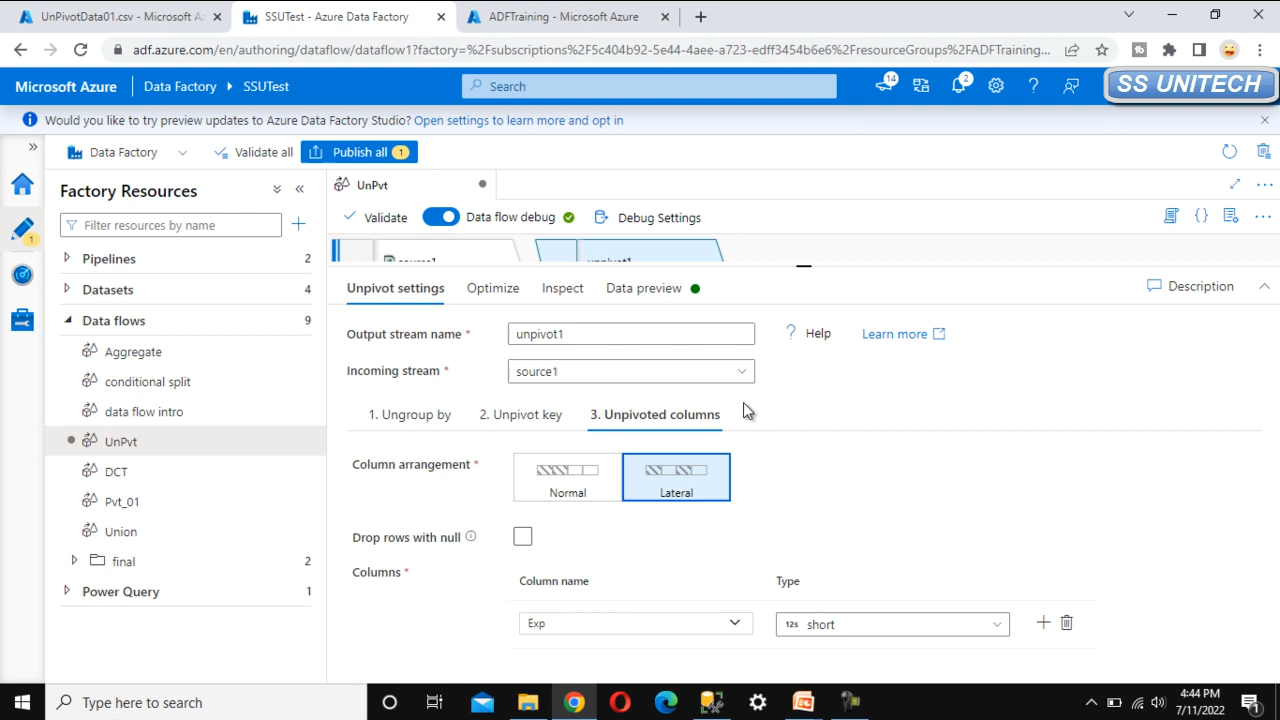 UnPivotData01.csv - Microsoft A
SSUTest - Azure Data Factory
ADFTraining - Microsoft Azure
adf.azure.com/en/authoring/dataflow/dataflow1?factory=%2Fsubscriptions%2F5c404b92-5e44-4aee-a723-edff3454b6e6%2FresourceGroups%2FADFTraining...
Microsoft Azure
Data Factory
SSUTest
Search
14
2
SS UNITECH
Would you like to try preview updates to Azure Data Factory Studio? Open settings to learn more and opt in
Data Factory
Validate all
Publish all 1
Factory Resources
Filter resources by name
Pipelines 2
Datasets 4
Data flows 9
Aggregate
conditional split
data flow intro
UnPvt
DCT
Pvt_01
Union
final 2
Power Query 1
1
UnPvt
Validate
Data flow debug
Debug Settings
source1
unpivot1
Unpivot settings
Optimize
Inspect
Data preview
Description
Output stream name *
unpivot1
? Help
Learn more
Incoming stream *
source1
1. Ungroup by
2. Unpivot key
3. Unpivoted columns
Column arrangement *
Normal
Lateral
Drop rows with null
Columns *
Column name
Type
Exp
12s short
Type here to search
4:44 PM
7/11/2022
1